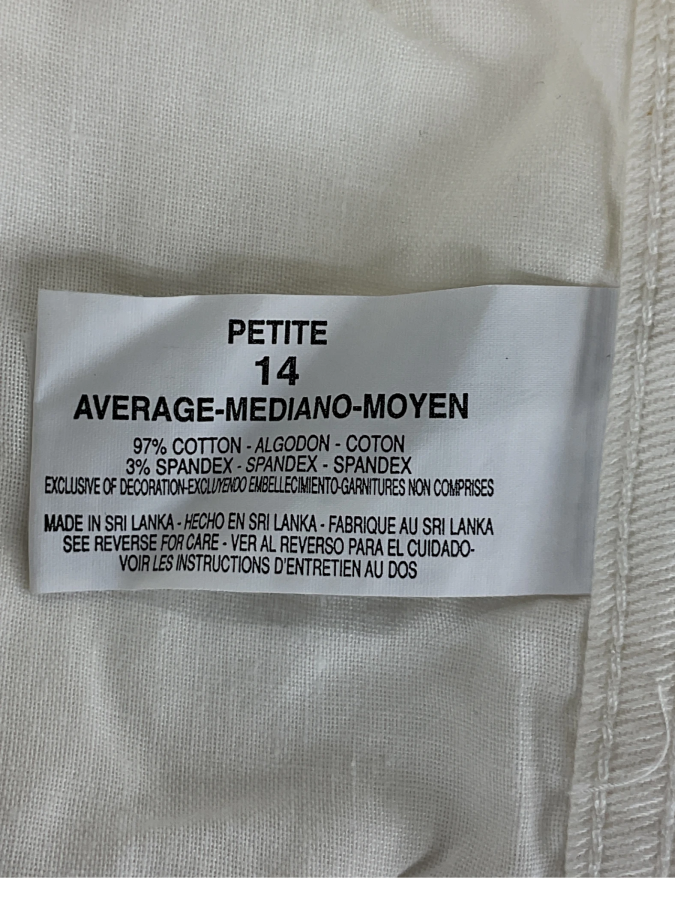 PETITE
14
AVERAGE-MEDIANO-MOYEN
97% COTTON - ALGODON - COTON
3% SPANDEX - SPANDEX - SPANDEX
EXCLUSIVE OF DECORATION-EXCLUYENDO EMBELLECIMIENTO-GARNITURES NON COMPRISES
MADE IN SRI LANKA - HECHO EN SRI LANKA - FABRIQUE AU SRI LANKA
SEE REVERSE FOR CARE - VER AL REVERSO PARA EL CUIDADO-
VOIR LES INSTRUCTIONS D'ENTRETIEN AU DOS